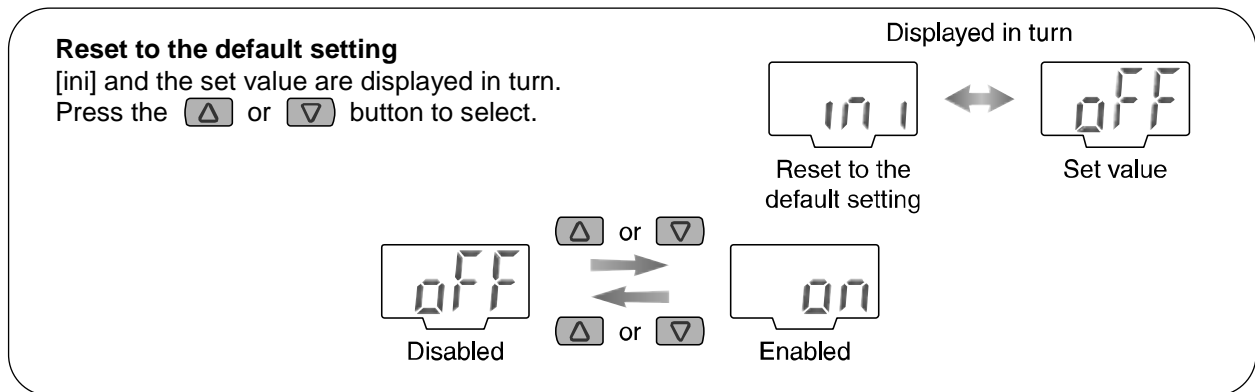 Reset to the default setting
[ini] and the set value are displayed in turn.
Press the △ or ▽ button to select.
Displayed in turn
ini
oFF
Reset to the
default setting
Set value
△ or ▽
oFF
on
△ or ▽
Disabled
Enabled